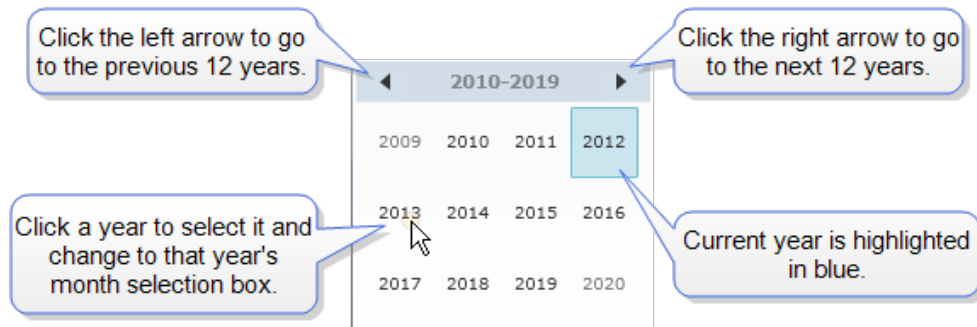 Click the left arrow to go
to the previous 12 years.
Click the right arrow to go
to the next 12 years.
2010-2019
2009 2010 2011 2012
2013 2014 2015 2016
2017 2018 2019 2020
Click a year to select it and
change to that year's
month selection box.
Current year is highlighted
in blue.